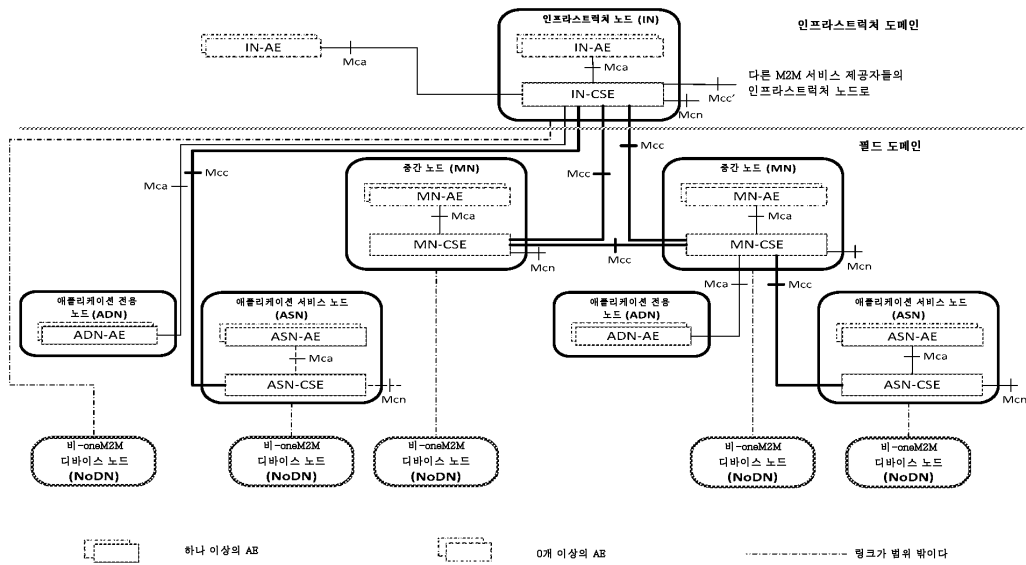 인프라스트럭처 노드 (IN)
인프라스트럭처 도메인
IN-AE
Mca
IN-AE
Mca
IN-CSE
Mcc'
Mcn
다른 M2M 서비스 제공자들의
인프라스트럭처 노드로
필드 도메인
Mca
Mcc
Mcc
Mcc
중간 노드 (MN)
MN-AE
Mca
MN-CSE
Mcn
Mcc
중간 노드 (MN)
MN-AE
Mca
MN-CSE
Mcn
Mca
Mcc
애플리케이션 전용
노드 (ADN)
ADN-AE
애플리케이션 서비스 노드
(ASN)
ASN-AE
Mca
ASN-CSE
Mcn
애플리케이션 전용
노드 (ADN)
ADN-AE
애플리케이션 서비스 노드
(ASN)
ASN-AE
Mca
ASN-CSE
Mcn
비-oneM2M
디바이스 노드
(NoDN)
비-oneM2M
디바이스 노드
(NoDN)
비-oneM2M
디바이스 노드
(NoDN)
비-oneM2M
디바이스 노드
(NoDN)
비-oneM2M
디바이스 노드
(NoDN)
하나 이상의 AE
0개 이상의 AE
링크가 범위 밖이다